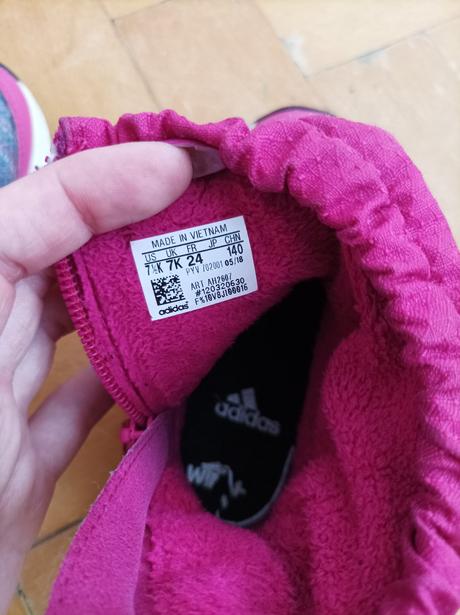 MADE IN VIETNAM
US UK FR JP CHN
7½K 7K 24 140
PYV 702001 05/18
ART AH2607
#120320630
adidas
adidas